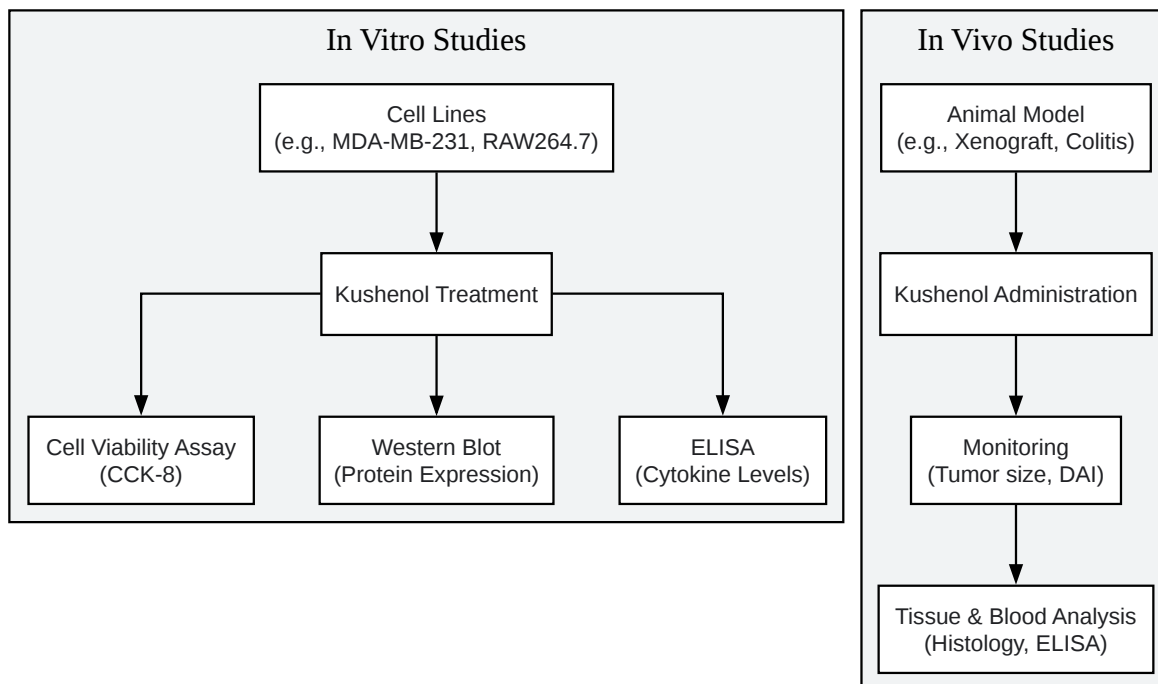 In Vitro Studies
Cell Lines
(e.g., MDA-MB-231, RAW264.7)
Kushenol Treatment
Cell Viability Assay
(CCK-8)
Western Blot
(Protein Expression)
ELISA
(Cytokine Levels)
In Vivo Studies
Animal Model
(e.g., Xenograft, Colitis)
Kushenol Administration
Monitoring
(Tumor size, DAI)
Tissue & Blood Analysis
(Histology, ELISA)